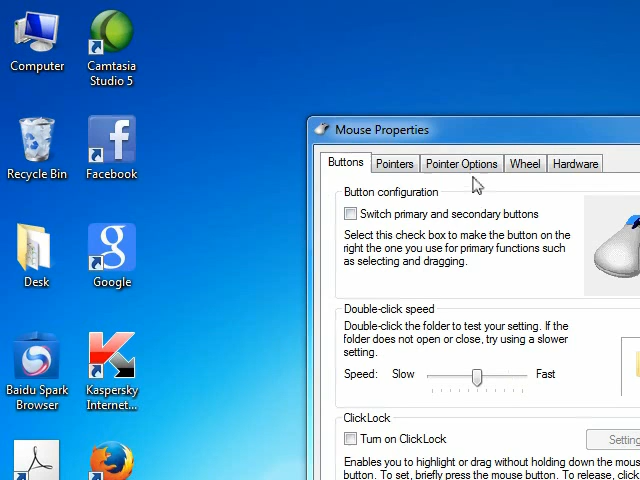 Computer
Camtasia
Studio 5
Recycle Bin
Facebook
Desk
Google
Baidu Spark
Browser
Kaspersky
Internet...
Mouse Properties
Buttons
Pointers
Pointer Options
Wheel
Hardware
Button configuration
Switch primary and secondary buttons
Select this check box to make the button on the
right the one you use for primary functions such
as selecting and dragging.
Double-click speed
Double-click the folder to test your setting. If the
folder does not open or close, try using a slower
setting.
Speed: Slow Fast
ClickLock
Turn on ClickLock
Setting
Enables you to highlight or drag without holding down the mous
button. To set, briefly press the mouse button. To release, click